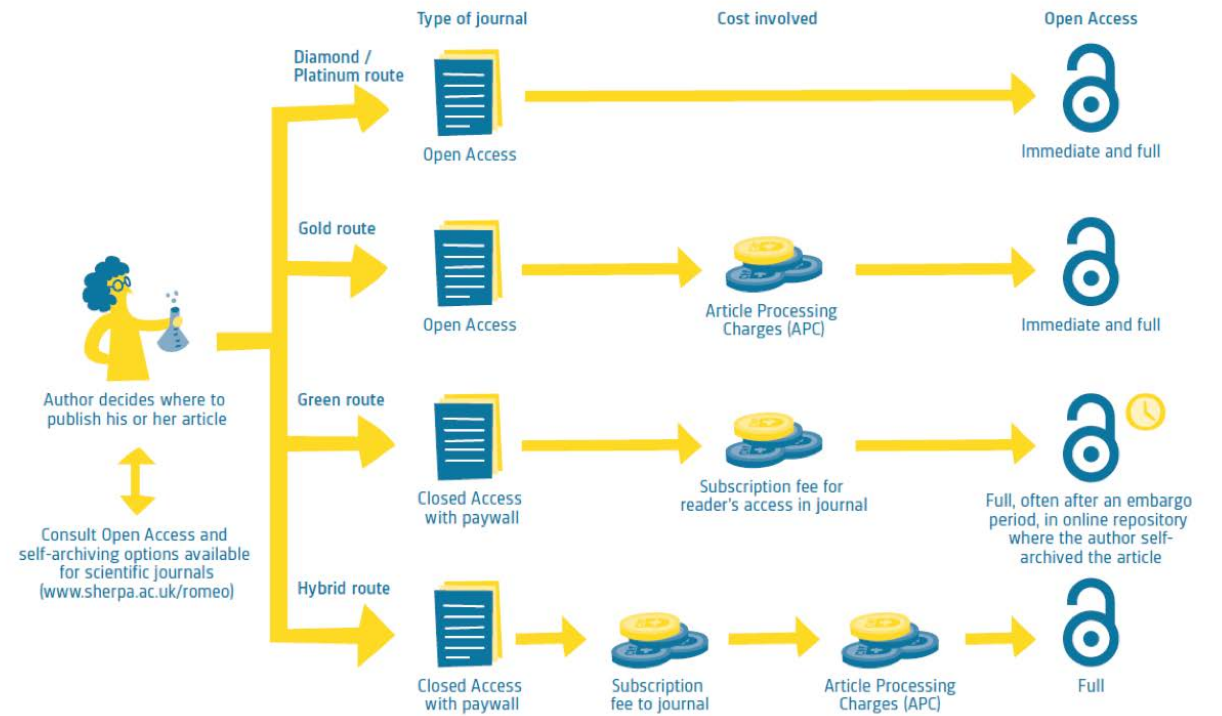 Type of journal
Cost involved
Open Access
Diamond /
Platinum route
Open Access
Immediate and full
Gold route
Open Access
Article Processing
Charges (APC)
Immediate and full
Author decides where to
publish his or her article
Consult Open Access and
self-archiving options available
for scientific journals
(www.sherpa.ac.uk/romeo)
Green route
Closed Access
with paywall
Subscription fee for
reader's access in journal
Full, often after an embargo
period, in online repository
where the author self-
archived the article
Hybrid route
Closed Access
with paywall
Subscription
fee to journal
Article Processing
Charges (APC)
Full